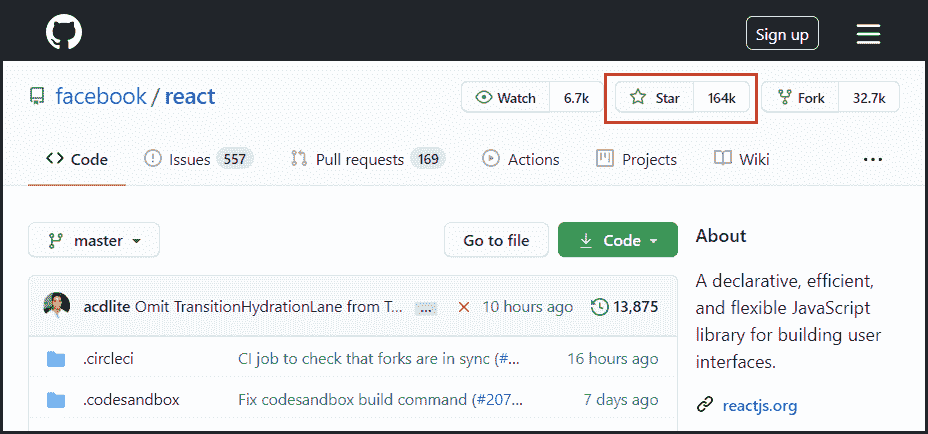 Sign up
facebook / react
Watch 6.7k Star 164k Fork 32.7k
Code Issues 557 Pull requests 169 Actions Projects Wiki ...
master Go to file Code About
A declarative, efficient,
and flexible JavaScript
library for building user
interfaces.
reactjs.org
acdlite Omit TransitionHydrationLane from T... ... 10 hours ago 13,875
.circleci CI job to check that forks are in sync (#... 16 hours ago
.codesandbox Fix codesandbox build command (#207... 7 days ago